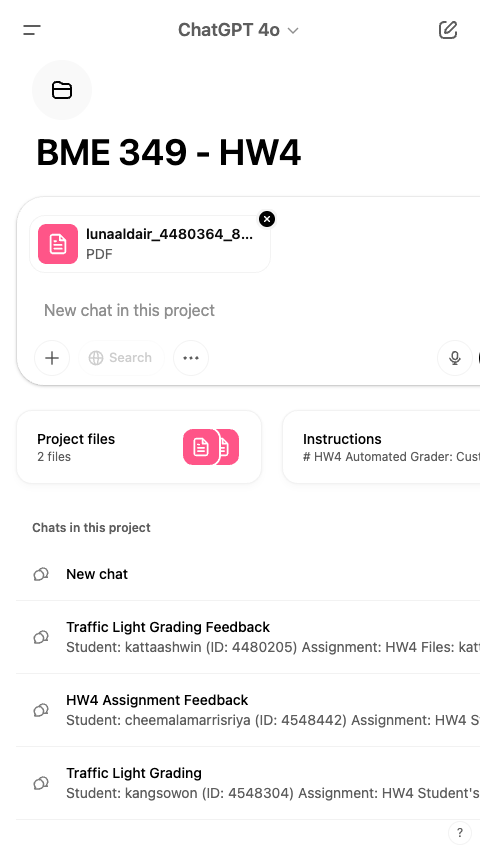 ChatGPT 4o
BME 349 - HW4
lunaaldair_4480364_8...
PDF
New chat in this project
Search
Project files
2 files
Instructions
# HW4 Automated Grader: Cust
Chats in this project
New chat
Traffic Light Grading Feedback
Student: kattaashwin (ID: 4480205) Assignment: HW4 Files: katt
HW4 Assignment Feedback
Student: cheemalamarrisriya (ID: 4548442) Assignment: HW4 S
Traffic Light Grading
Student: kangsowon (ID: 4548304) Assignment: HW4 Student's
?